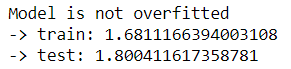 Model is not overfitted
-> train: 1.6811166394003108
-> test: 1.800411617358781